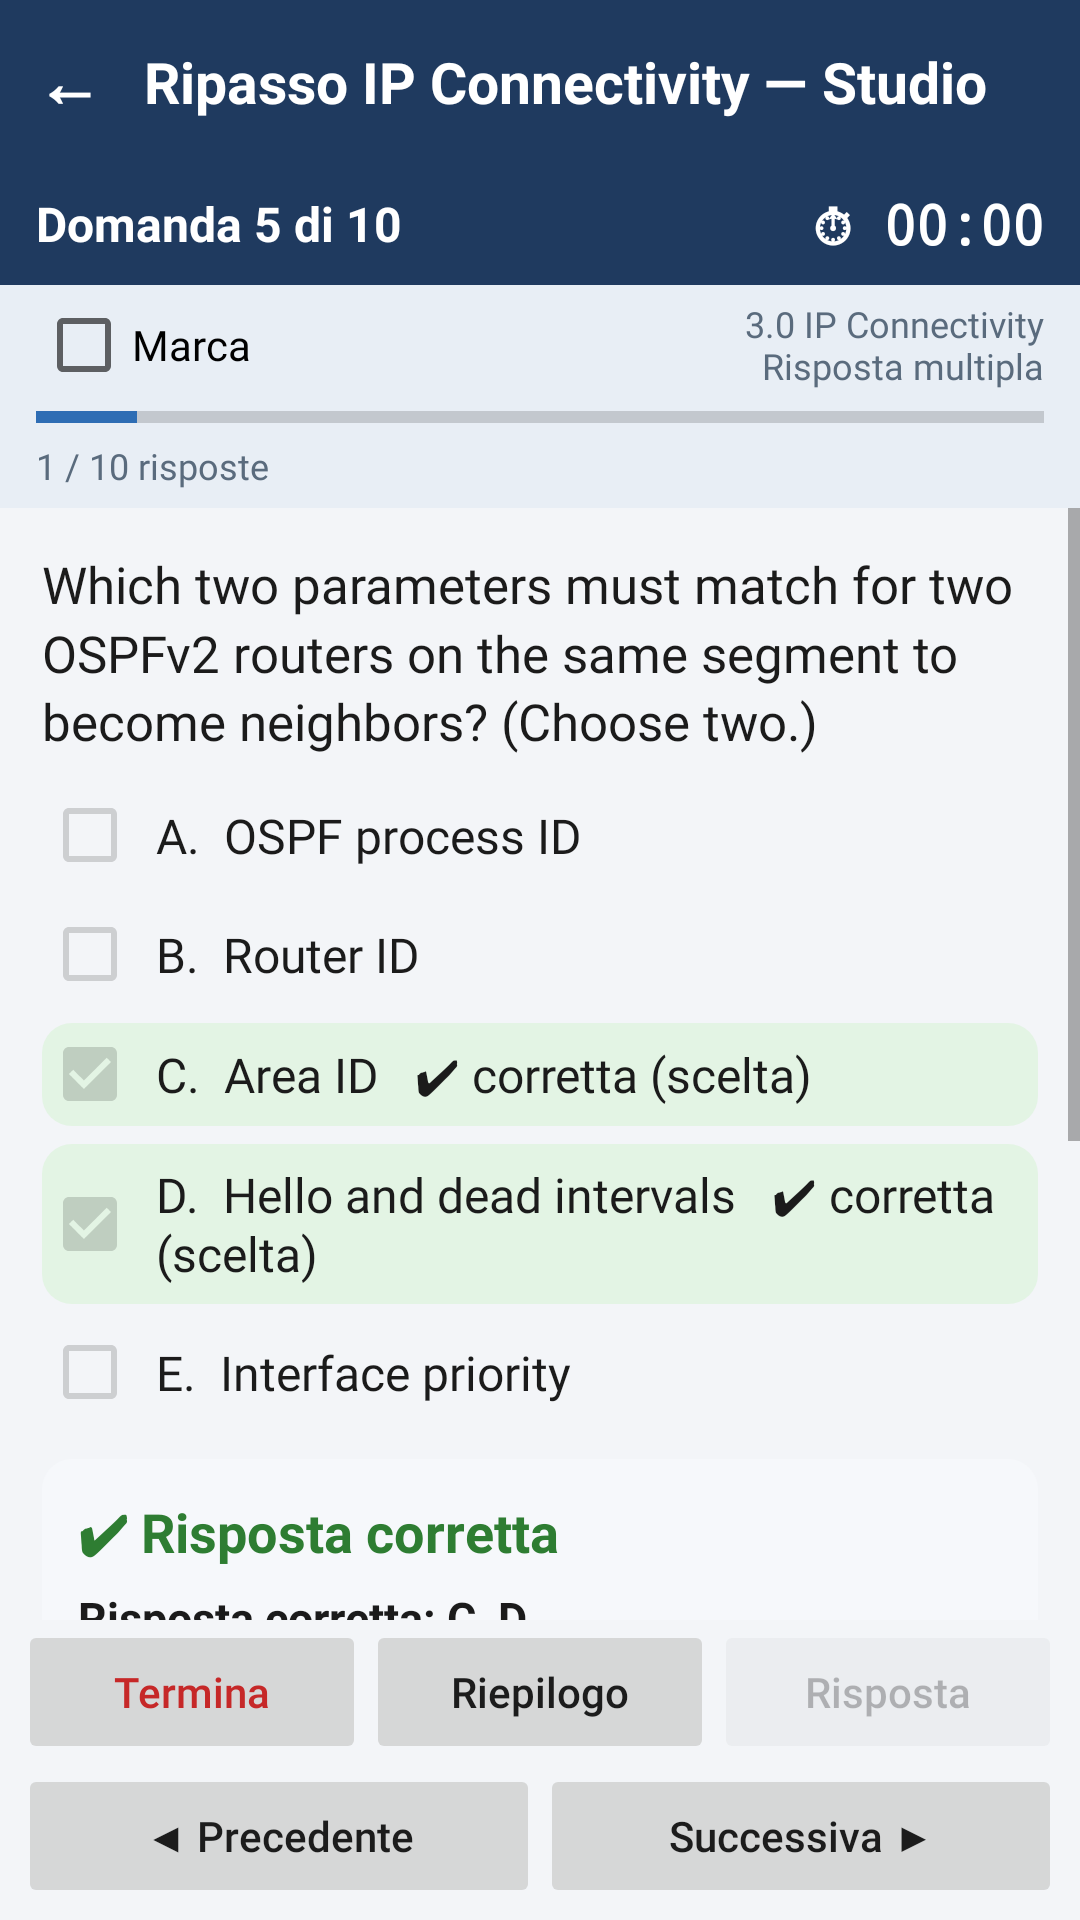 ← Ripasso IP Connectivity — Studio
Domanda 5 di 10
⏱ 00:00
Marca
3.0 IP Connectivity
Risposta multipla
1 / 10 risposte
Which two parameters must match for two
OSPFv2 routers on the same segment to
become neighbors? (Choose two.)
A. OSPF process ID
B. Router ID
C. Area ID ✔ corretta (scelta)
D. Hello and dead intervals ✔ corretta
(scelta)
E. Interface priority
✔ Risposta corretta
Risposta corretta: C, D
Termina
Riepilogo
Risposta
◄ Precedente
Successiva ►